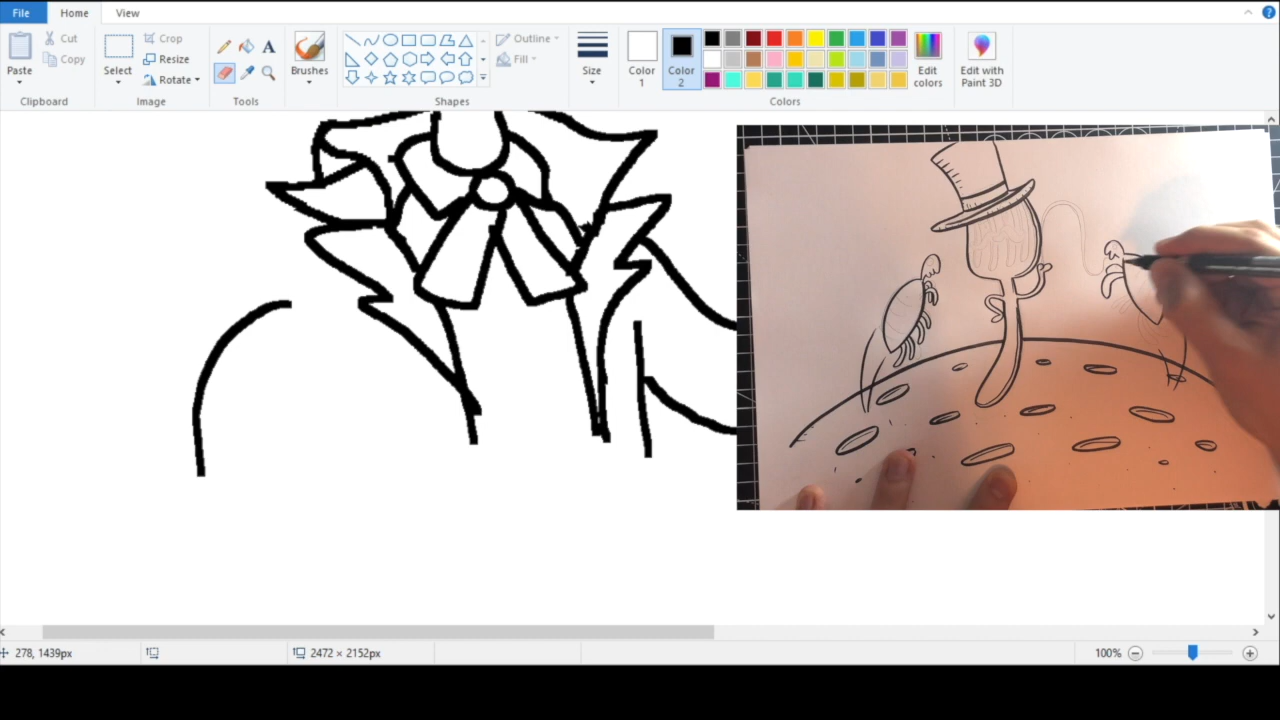 File Home View
Paste
Cut
Copy
Clipboard
Select
Crop
Resize
Rotate
Image
A
Tools
Brushes
Outline
Fill
Shapes
Size
Color 1
Color 2
Edit colors
Colors
Edit with Paint 3D
278, 1439px
2472 × 2152px
100%